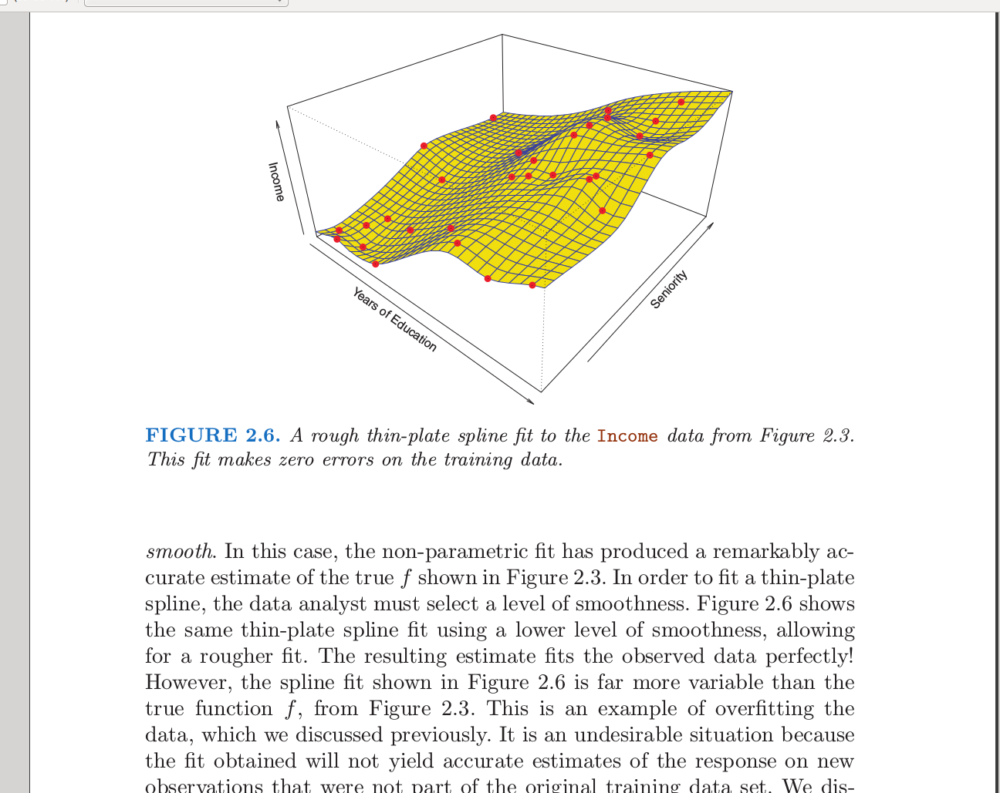 Income
Years of Education
Seniority
FIGURE 2.6. A rough thin-plate spline fit to the Income data from Figure 2.3.
This fit makes zero errors on the training data.
smooth. In this case, the non-parametric fit has produced a remarkably ac-
curate estimate of the true f shown in Figure 2.3. In order to fit a thin-plate
spline, the data analyst must select a level of smoothness. Figure 2.6 shows
the same thin-plate spline fit using a lower level of smoothness, allowing
for a rougher fit. The resulting estimate fits the observed data perfectly!
However, the spline fit shown in Figure 2.6 is far more variable than the
true function f, from Figure 2.3. This is an example of overfitting the
data, which we discussed previously. It is an undesirable situation because
the fit obtained will not yield accurate estimates of the response on new
observations that were not part of the original training data set. We dis-